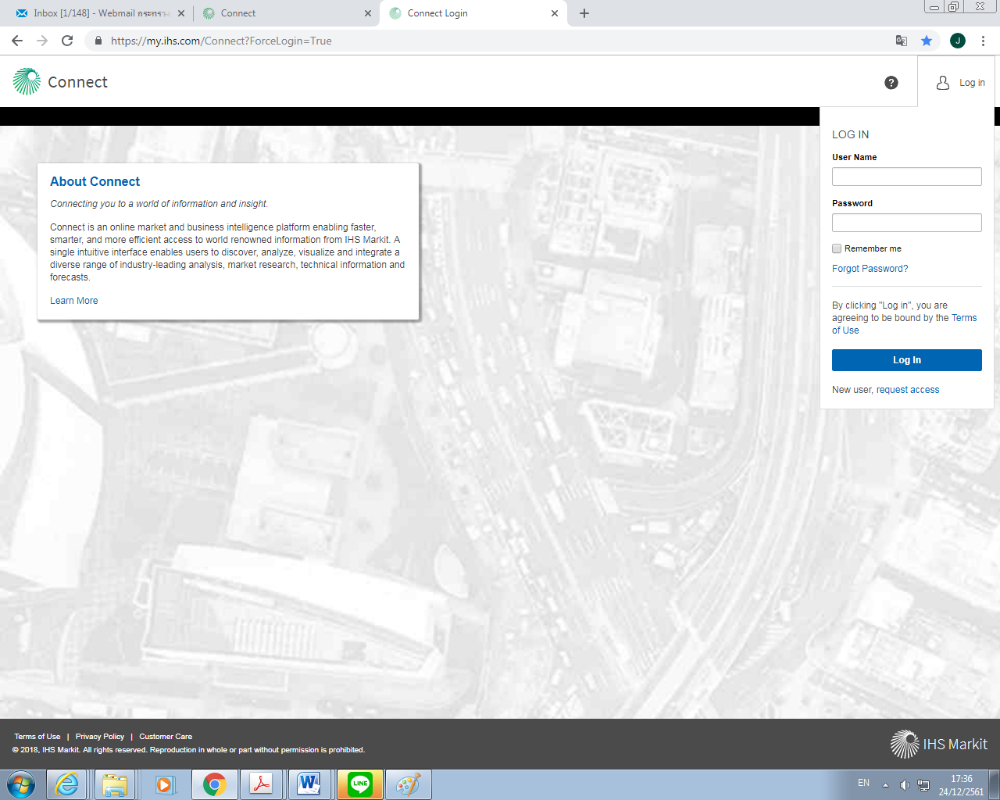 Inbox [1/148] - Webmail กระทรวง
Connect
Connect Login
https://my.ihs.com/Connect?ForceLogin=True
J
Connect
?
Log in
LOG IN
User Name
Password
Remember me
Forgot Password?
By clicking "Log in", you are
agreeing to be bound by the Terms
of Use
Log In
New user, request access
About Connect
Connecting you to a world of information and insight.
Connect is an online market and business intelligence platform enabling faster,
smarter, and more efficient access to world renowned information from IHS Markit. A
single intuitive interface enables users to discover, analyze, visualize and integrate a
diverse range of industry-leading analysis, market research, technical information and
forecasts.
Learn More
Terms of Use | Privacy Policy | Customer Care
© 2018, IHS Markit. All rights reserved. Reproduction in whole or part without permission is prohibited.
IHS Markit
LINE
EN
17:36
24/12/2561